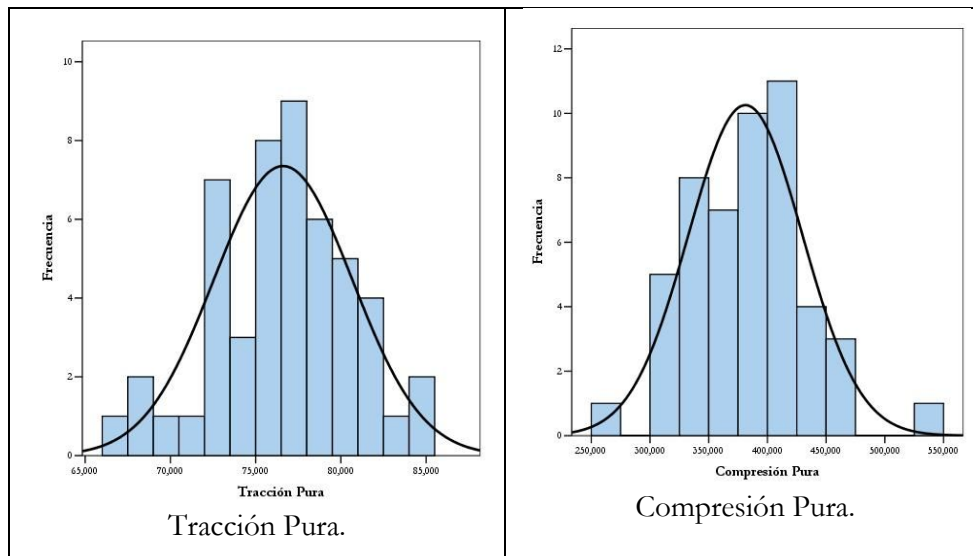 10
8
6
4
2
0
Frecuencia
65,000 70,000 75,000 80,000 85,000
Tracción Pura
Tracción Pura.
12
10
8
6
4
2
0
Frecuencia
250,000 300,000 350,000 400,000 450,000 500,000 550,000
Compresión Pura
Compresión Pura.